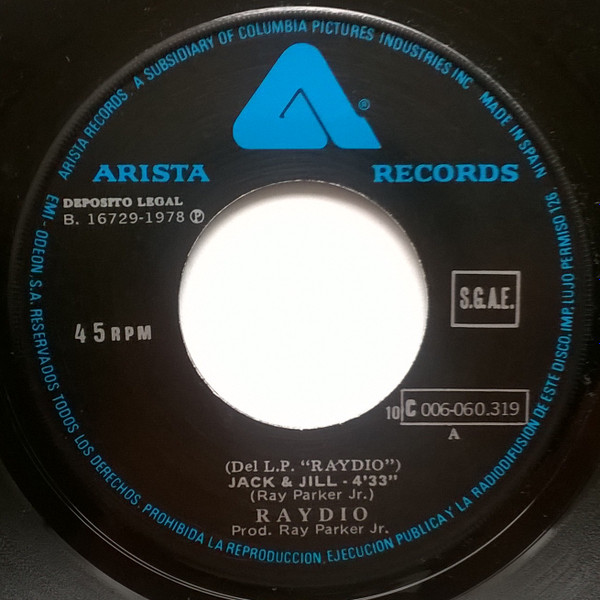 ARISTA RECORDS. A SUBSIDIARY OF COLUMBIA PICTURES INDUSTRIES INC MADE IN SPAIN.
®
ARISTA RECORDS
DEPOSITO LEGAL
B. 16729-1978 Ⓟ
S.G.A.E.
45 RPM
10 C 006-060.319
A
(Del L.P. "RAYDIO")
JACK & JILL - 4'33"
(Ray Parker Jr.)
RAYDIO
Prod. Ray Parker Jr.
EMI - ODEON S.A. RESERVADOS TODOS LOS DERECHOS. PROHIBIDA LA REPRODUCCION, EJECUCION PUBLICA Y LA RADIODIFUSION DE ESTE DISCO. IMP. LUJO PERMISO 128.